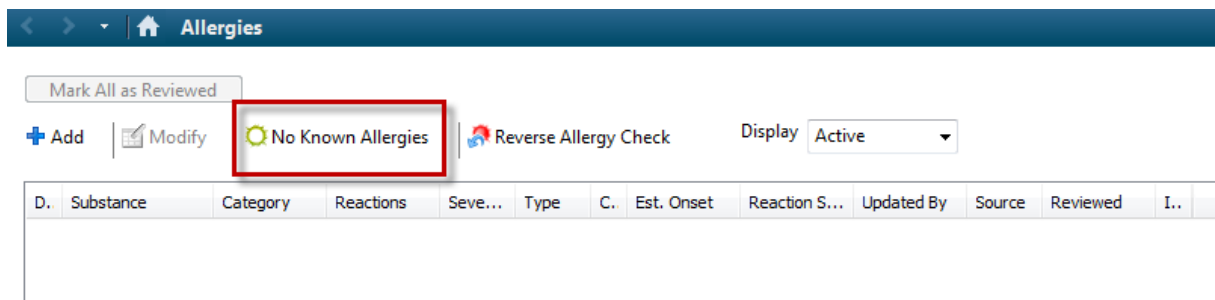 Allergies
Mark All as Reviewed
Add Modify No Known Allergies Reverse Allergy Check Display Active
D. Substance Category Reactions Seve... Type C. Est. Onset Reaction S... Updated By Source Reviewed I..